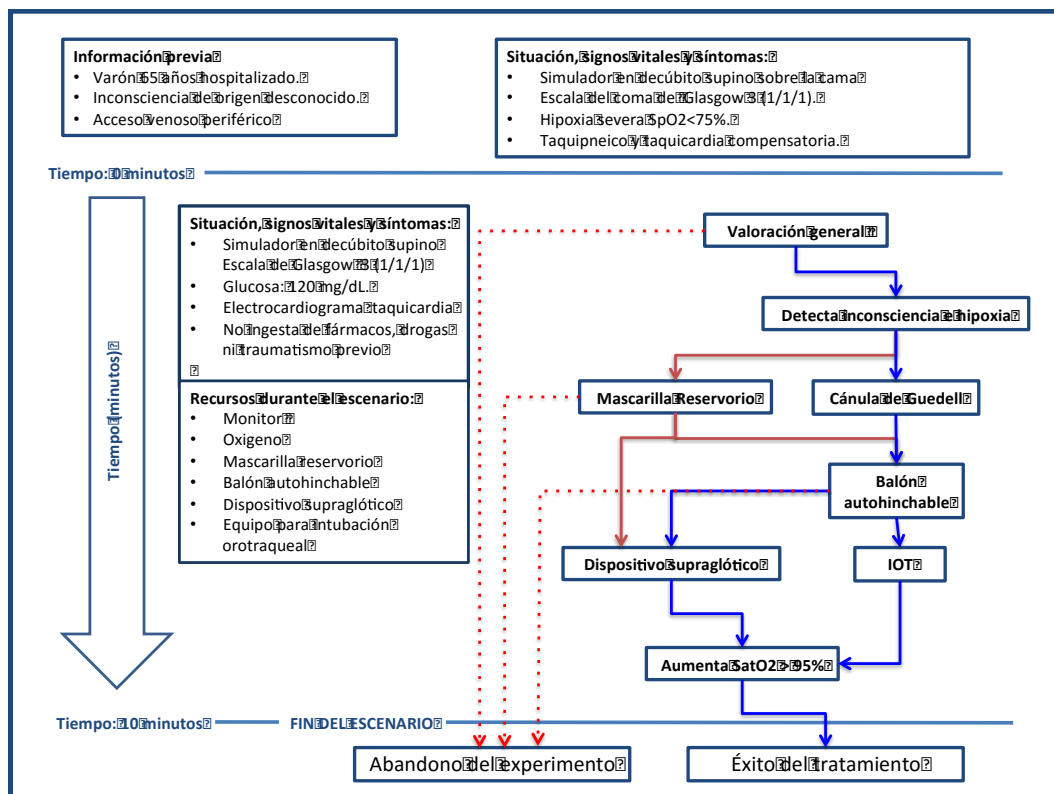 Información previa
• Varón 65 años hospitalizado.
• Inconsciencia de origen desconocido.
• Acceso venoso periférico
Situación, signos vitales y síntomas:
• Simulador en decúbito supino sobre la cama
• Escala del coma de Glasgow 3 (1/1/1).
• Hipoxia severa SpO2<75%.
• Taquipneico y taquicardia compensatoria.
Tiempo: 0 minutos
Tiempo (minutos)
Situación, signos vitales y síntomas:
• Simulador en decúbito supino
Escala de Glasgow 3 (1/1/1)
• Glucosa: 120 mg/dL.
• Electrocardiograma: taquicardia
• No ingesta de fármacos, drogas
ni traumatismo previo
Recursos durante el escenario:
• Monitor
• Oxigeno
• Mascarilla reservorio
• Balón autohinchable
• Dispositivo supraglótico
• Equipo para intubación
orotraqueal
Valoración general
Detecta inconsciencia e hipoxia
Mascarilla Reservorio
Cánula de Guedell
Balón
autohinchable
Dispositivo supraglótico
IOT
Aumenta SatO2 > 95%
Tiempo: 10 minutos
FIN DEL ESCENARIO
Abandono del experimento
Éxito del tratamiento